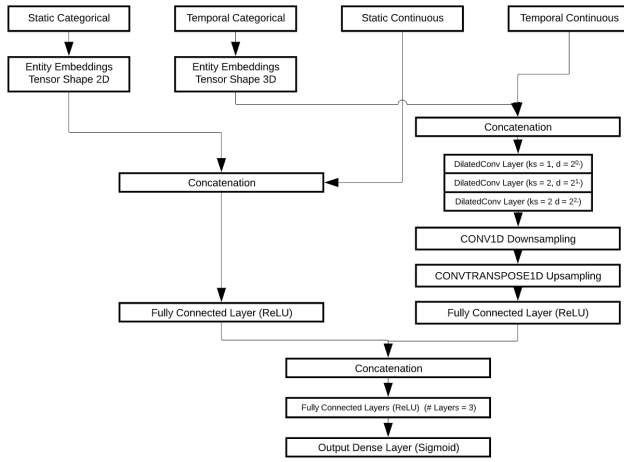 Static Categorical
Temporal Categorical
Static Continuous
Temporal Continuous
Entity Embeddings
Tensor Shape 2D
Entity Embeddings
Tensor Shape 3D
Concatenation
DilatedConv Layer (ks = 1, d = 2⁰·)
Concatenation
DilatedConv Layer (ks = 2, d = 2¹·)
DilatedConv Layer (ks = 2 d = 2²·)
CONV1D Downsampling
CONVTRANSPOSE1D Upsampling
Fully Connected Layer (ReLU)
Fully Connected Layer (ReLU)
Concatenation
Fully Connected Layers (ReLU) (# Layers = 3)
Output Dense Layer (Sigmoid)